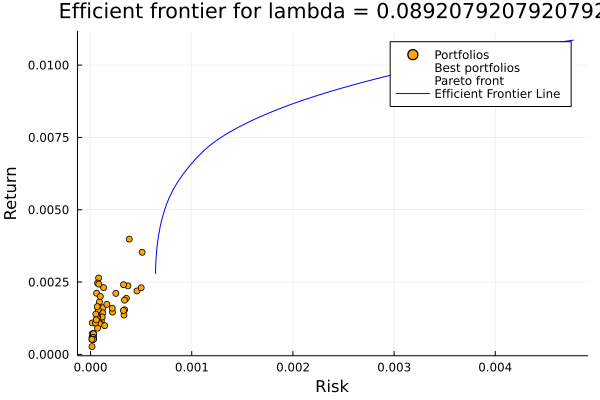 Efficient frontier for lambda = 0.0892079207920792
Portfolios
Best portfolios
Pareto front
Efficient Frontier Line
0.0100
0.0075
0.0050
0.0025
0.0000
Return
0.000 0.001 0.002 0.003 0.004
Risk